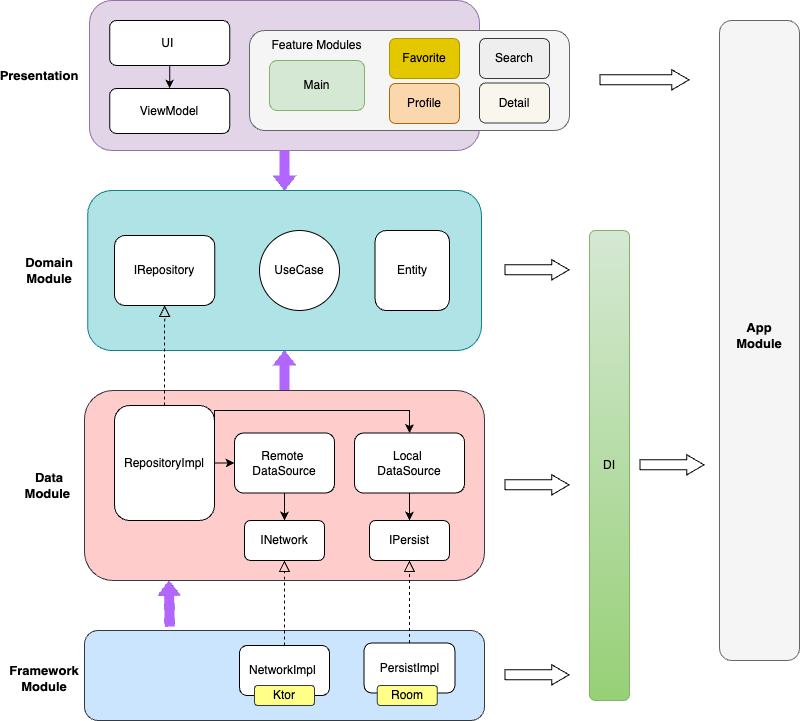 Presentation
UI
ViewModel
Feature Modules
Main
Favorite
Search
Profile
Detail
Domain
Module
IRepository
UseCase
Entity
App
Module
Data
Module
RepositoryImpl
Remote
DataSource
Local
DataSource
INetwork
IPersist
DI
Framework
Module
NetworkImpl
Ktor
PersistImpl
Room